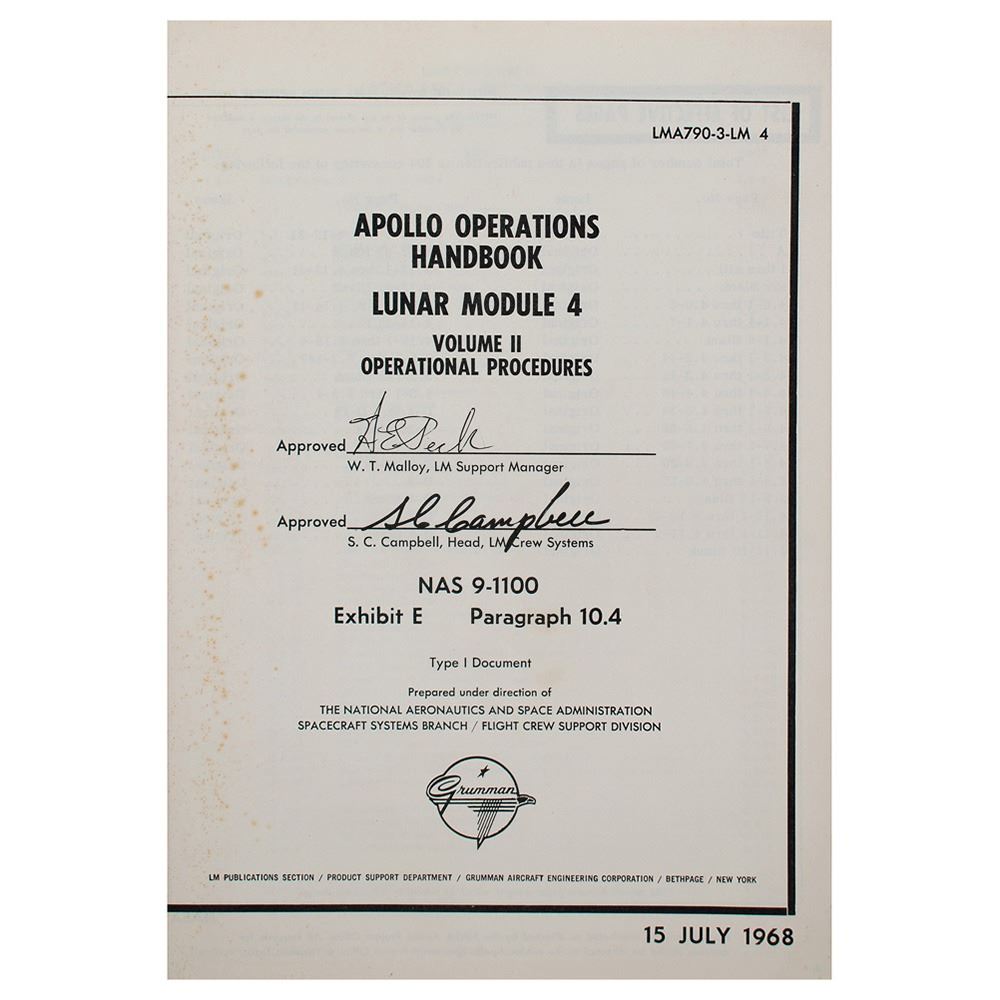 LMA790-3-LM 4
APOLLO OPERATIONS
HANDBOOK
LUNAR MODULE 4
VOLUME II
OPERATIONAL PROCEDURES
Approved
W. T. Malloy, LM Support Manager
Approved S C Campbell
S. C. Campbell, Head, LM Crew Systems
NAS 9-1100
Exhibit E Paragraph 10.4
Type I Document
Prepared under direction of
THE NATIONAL AERONAUTICS AND SPACE ADMINISTRATION
SPACECRAFT SYSTEMS BRANCH / FLIGHT CREW SUPPORT DIVISION
Grumman
LM PUBLICATIONS SECTION / PRODUCT SUPPORT DEPARTMENT / GRUMMAN AIRCRAFT ENGINEERING CORPORATION / BETHPAGE / NEW YORK
15 JULY 1968